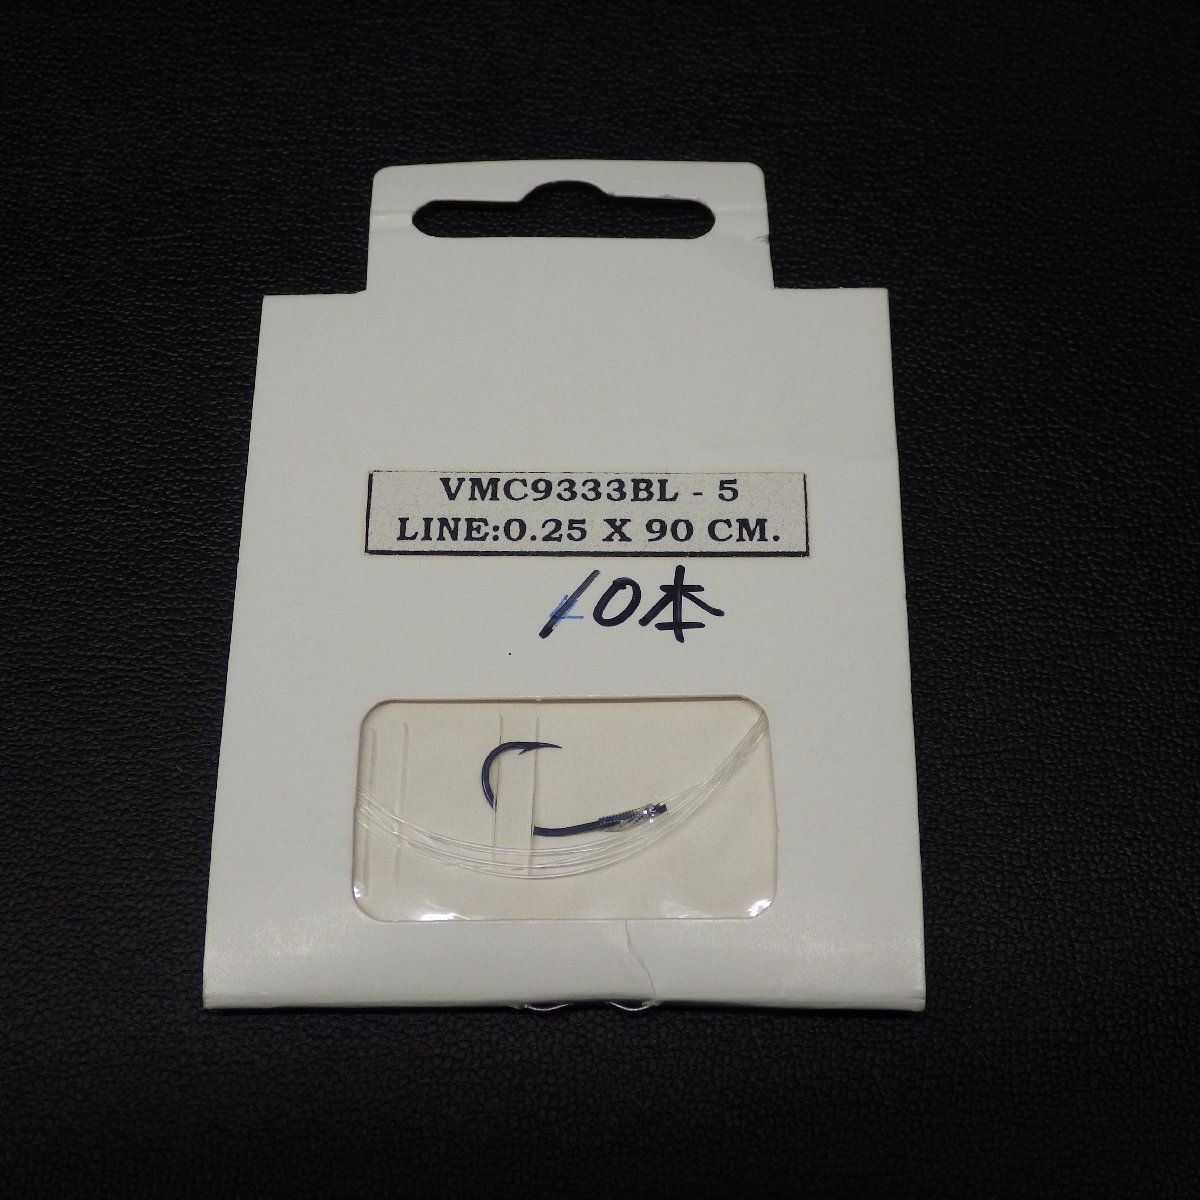 VMC9333BL - 5
LINE:0.25 X 90 CM.
10本